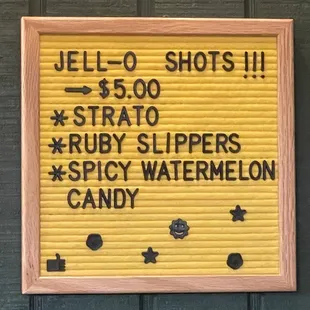 JELL-O SHOTS !!!
→ $5.00
*STRATO
*RUBY SLIPPERS
*SPICY WATERMELON
CANDY